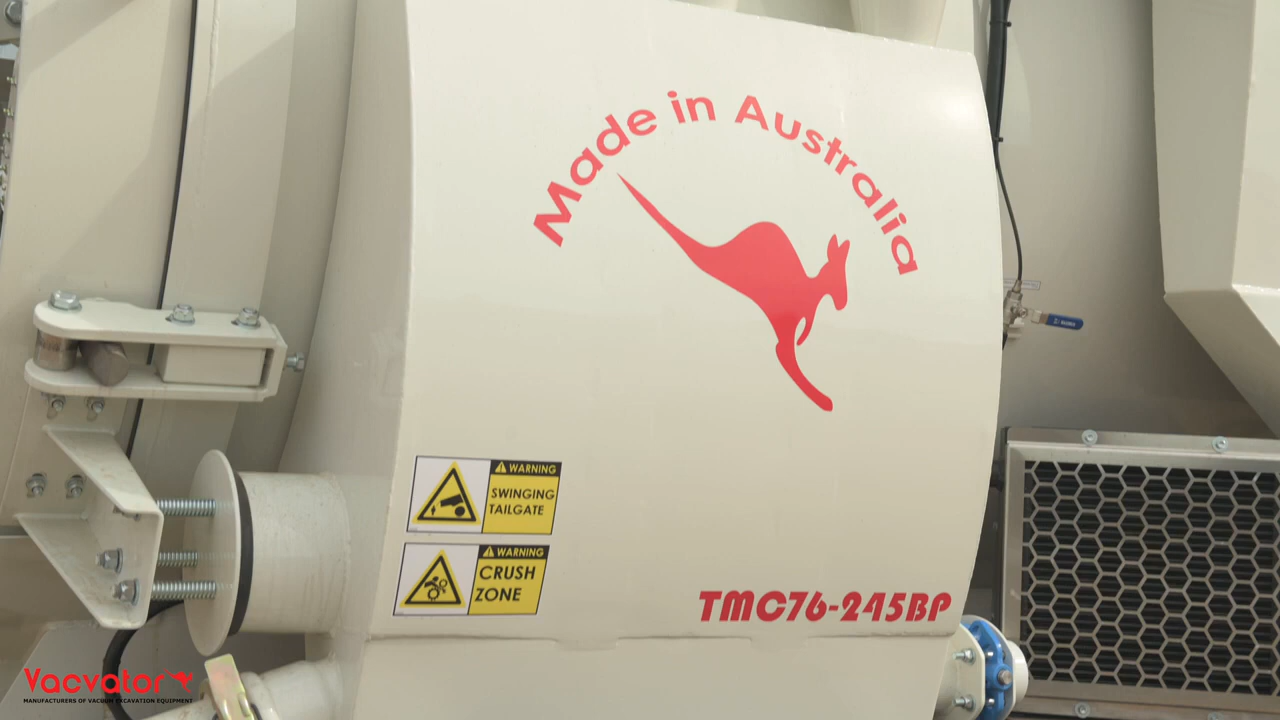 Made in Australia
WARNING
SWINGING
TAILGATE
WARNING
CRUSH
ZONE
TMC76-245BP
Vacvator
MANUFACTURERS OF VACUUM EXCAVATION EQUIPMENT